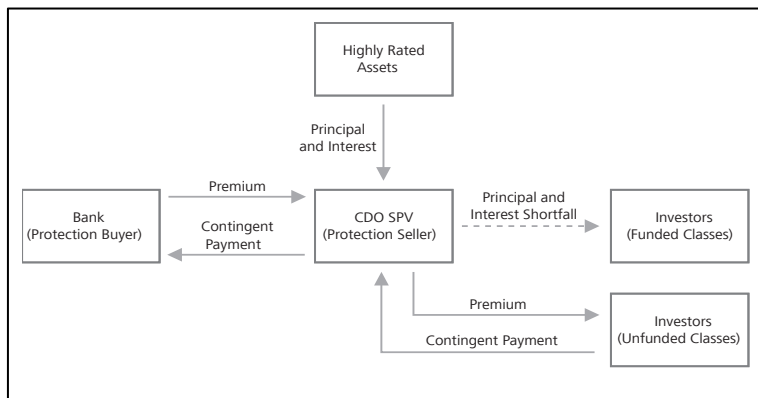 Highly Rated
Assets
Principal
and Interest
Premium
Bank
(Protection Buyer)
Contingent
Payment
CDO SPV
(Protection Seller)
Principal and
Interest Shortfall
Investors
(Funded Classes)
Premium
Contingent Payment
Investors
(Unfunded Classes)